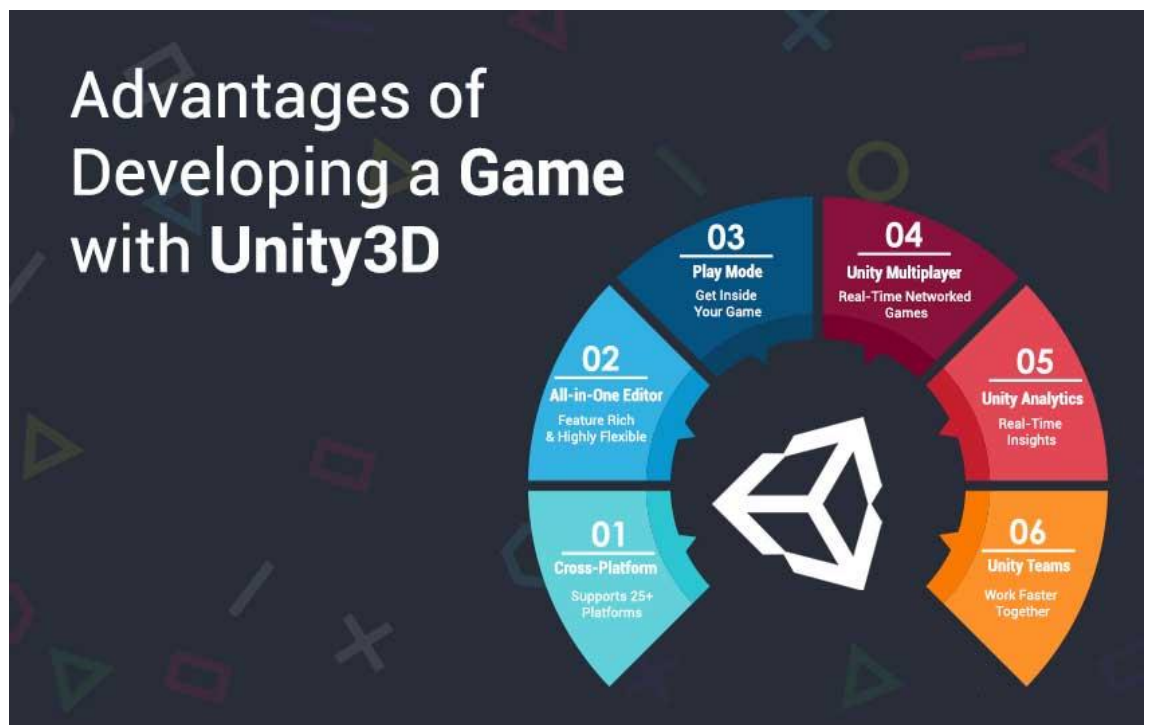 Advantages of
Developing a Game
with Unity3D
01
Cross-Platform
Supports 25+
Platforms
02
All-in-One Editor
Feature Rich
& Highly Flexible
03
Play Mode
Get Inside
Your Game
04
Unity Multiplayer
Real-Time Networked
Games
05
Unity Analytics
Real-Time
Insights
06
Unity Teams
Work Faster
Together